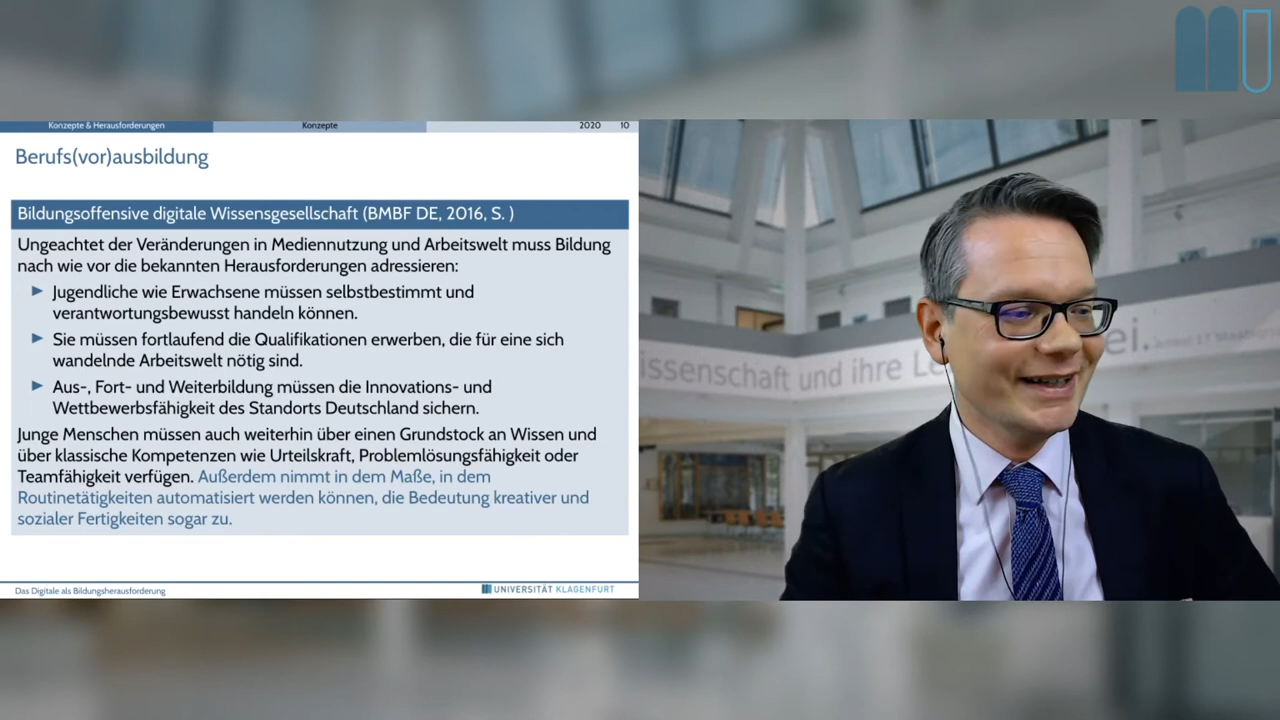 Konzepte & Herausforderungen
Konzepte
2020 10
Berufs(vor)ausbildung
Bildungsoffensive digitale Wissensgesellschaft (BMBF DE, 2016, S. )
Ungeachtet der Veränderungen in Mediennutzung und Arbeitswelt muss Bildung
nach wie vor die bekannten Herausforderungen adressieren:
Jugendliche wie Erwachsene müssen selbstbestimmt und
verantwortungsbewusst handeln können.
Sie müssen fortlaufend die Qualifikationen erwerben, die für eine sich
wandelnde Arbeitswelt nötig sind.
Aus-, Fort- und Weiterbildung müssen die Innovations- und
Wettbewerbsfähigkeit des Standorts Deutschland sichern.
Junge Menschen müssen auch weiterhin über einen Grundstock an Wissen und
über klassische Kompetenzen wie Urteilskraft, Problemlösungsfähigkeit oder
Teamfähigkeit verfügen. Außerdem nimmt in dem Maße, in dem
Routinetätigkeiten automatisiert werden können, die Bedeutung kreativer und
sozialer Fertigkeiten sogar zu.
Das Digitale als Bildungsherausforderung
UNIVERSITÄT KLAGENFURT
issenschaft und ihre Le
ei.